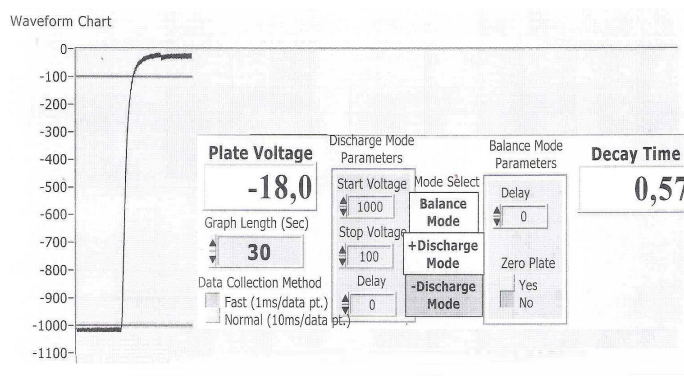 Waveform Chart
0-
-100-
-200-
-300-
-400-
-500-
-600-
-700-
-800-
-900-
-1000-
-1100-
Plate Voltage
-18,0
Graph Length (Sec)
30
Data Collection Method
Fast (1ms/data pt.)
Normal (10ms/data pt.)
Discharge Mode
Parameters
Start Voltage
1000
Stop Voltage
100
Delay
0
Mode Select
Balance
Mode
+Discharge
Mode
-Discharge
Mode
Balance Mode
Parameters
Delay
0
Zero Plate
Yes
No
Decay Time
0,57